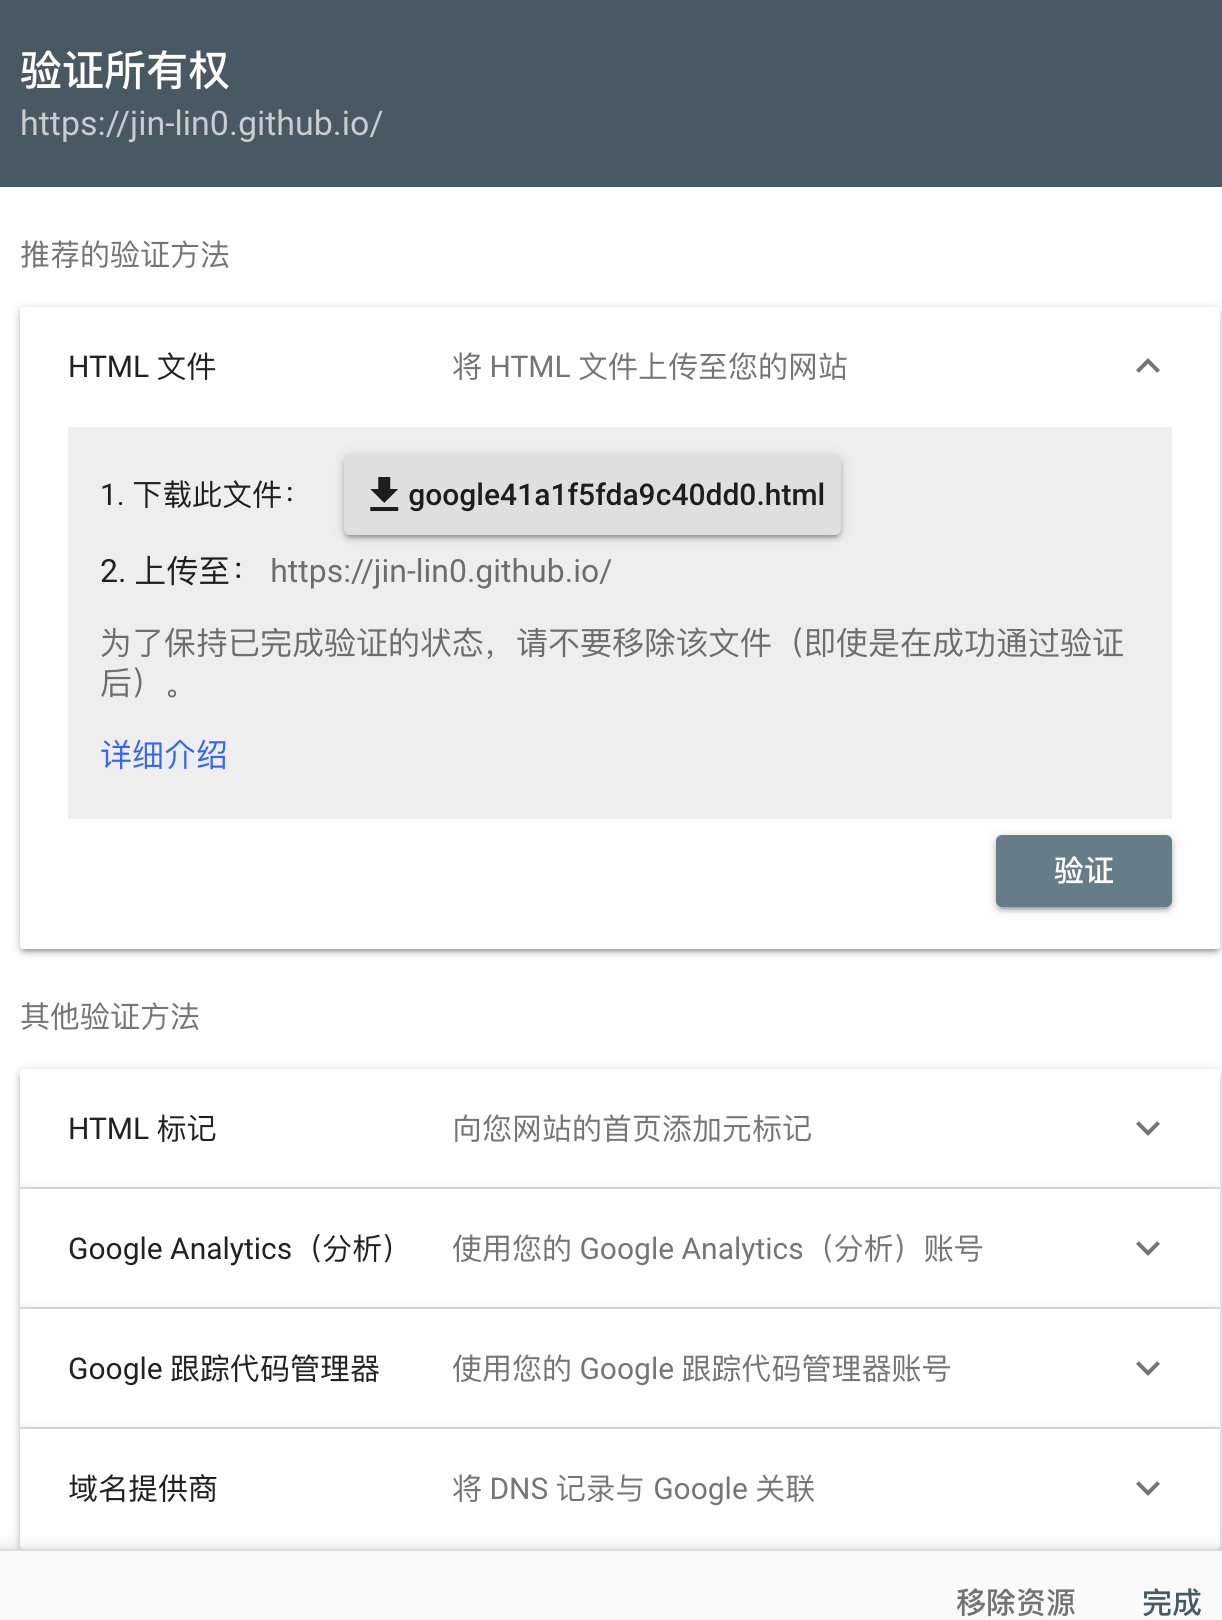 验证所有权
https://jin-lin0.github.io/
推荐的验证方法
HTML 文件
将 HTML 文件上传至您的网站
1. 下载此文件：
google41a1f5fda9c40dd0.html
2. 上传至： https://jin-lin0.github.io/
为了保持已完成验证的状态，请不要移除该文件（即使是在成功通过验证
后）。
详细介绍
验证
其他验证方法
HTML 标记
向您网站的首页添加元标记
Google Analytics（分析）
使用您的 Google Analytics（分析）账号
Google 跟踪代码管理器
使用您的 Google 跟踪代码管理器账号
域名提供商
将 DNS 记录与 Google 关联
移除资源
完成